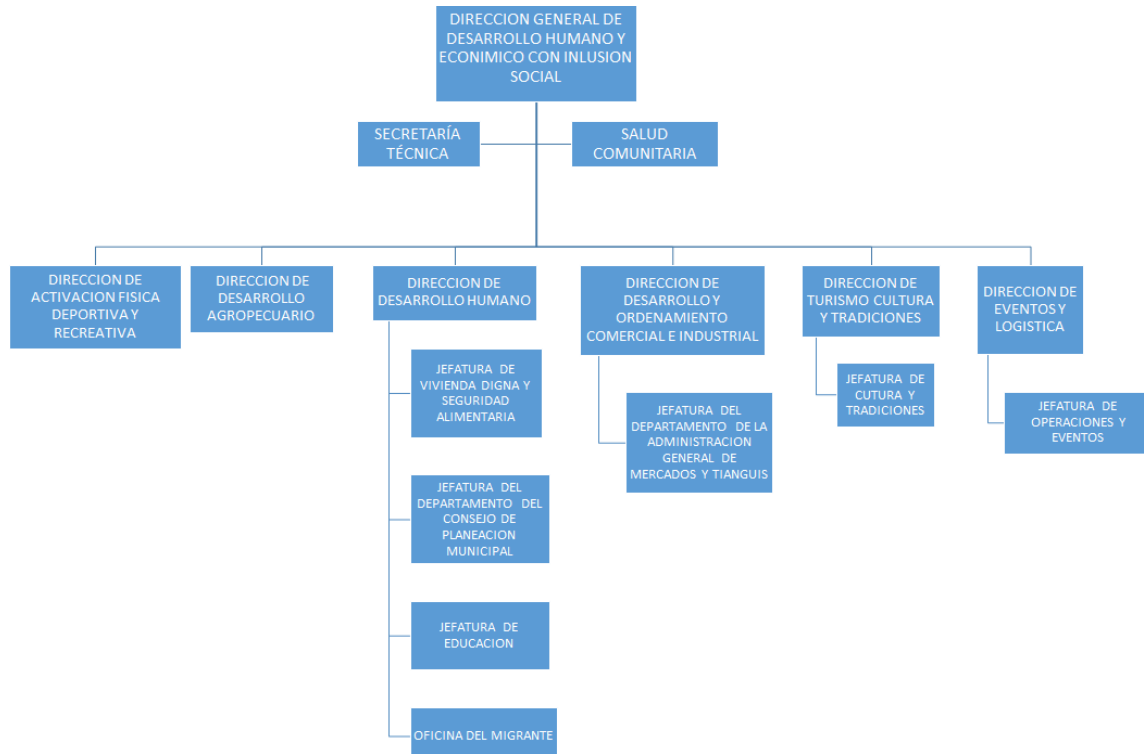 DIRECCION GENERAL DE
DESARROLLO HUMANO Y
ECONIMICO CON INLUSION
SOCIAL
SECRETARÍA
TÉCNICA
SALUD
COMUNITARIA
DIRECCION DE
ACTIVACION FISICA
DEPORTIVA Y
RECREATIVA
DIRECCION DE
DESARROLLO
AGROPECUARIO
DIRECCION DE
DESARROLLO HUMANO
DIRECCION DE
DESARROLLO Y
ORDENAMIENTO
COMERCIAL E INDUSTRIAL
DIRECCION DE
TURISMO CULTURA
Y TRADICIONES
DIRECCION DE
EVENTOS Y
LOGISTICA
JEFATURA DE
VIVIENDA DIGNA Y
SEGURIDAD
ALIMENTARIA
JEFATURA DEL
DEPARTAMENTO DE LA
ADMINISTRACION
GENERAL DE
MERCADOS Y TIANGUIS
JEFATURA DE
CUTURA Y
TRADICIONES
JEFATURA DE
OPERACIONES Y
EVENTOS
JEFATURA DEL
DEPARTAMENTO DEL
CONSEJO DE
PLANEACION
MUNICIPAL
JEFATURA DE
EDUCACION
OFICINA DEL MIGRANTE